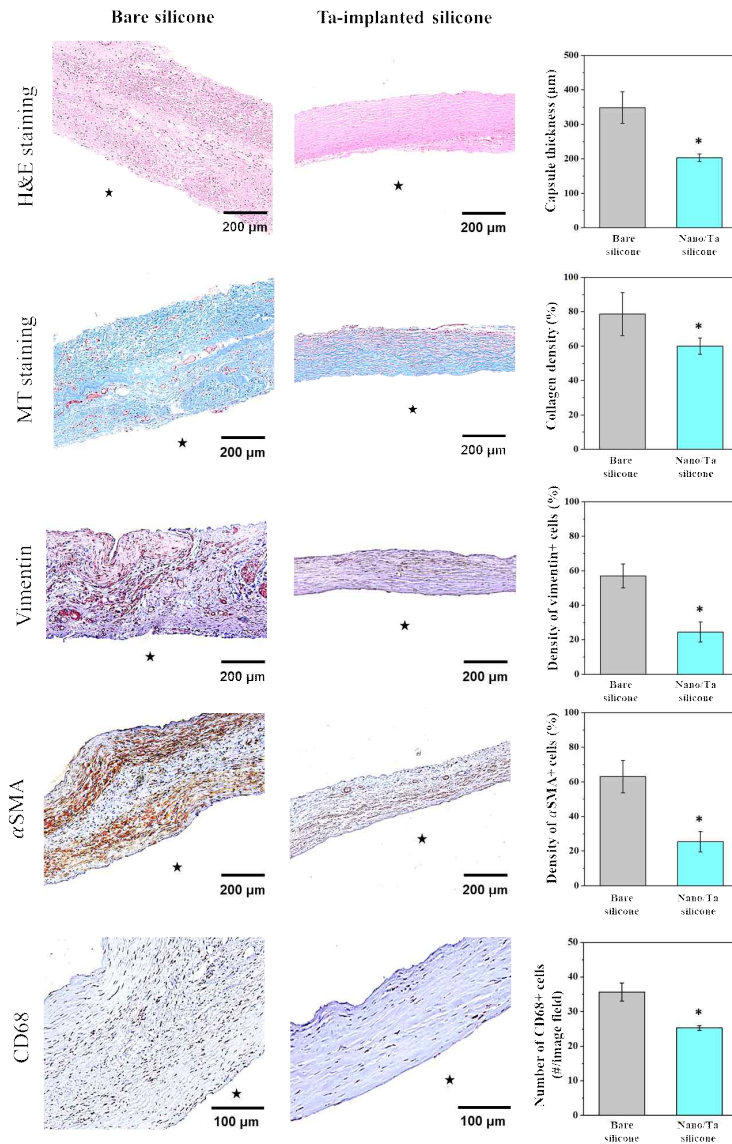 Bare silicone
Ta-implanted silicone
H&E staining
★
200 µm
★
200 µm
Capsule thickness (µm)
500
400
300
200
100
0
*
Bare
silicone
Nano/Ta
silicone
MT staining
★
200 µm
★
200 µm
Collagen density (%)
80
60
40
20
0
*
Bare
silicone
Nano/Ta
silicone
Vimentin
★
200 µm
★
200 µm
Density of vimentin+ cells (%)
100
80
60
40
20
0
*
Bare
silicone
Nano/Ta
silicone
αSMA
★
200 µm
★
200 µm
Density of αSMA+ cells (%)
100
80
60
40
20
0
*
Bare
silicone
Nano/Ta
silicone
CD68
★
100 µm
★
100 µm
Number of CD68+ cells
(#/image field)
50
40
30
20
10
0
*
Bare
silicone
Nano/Ta
silicone